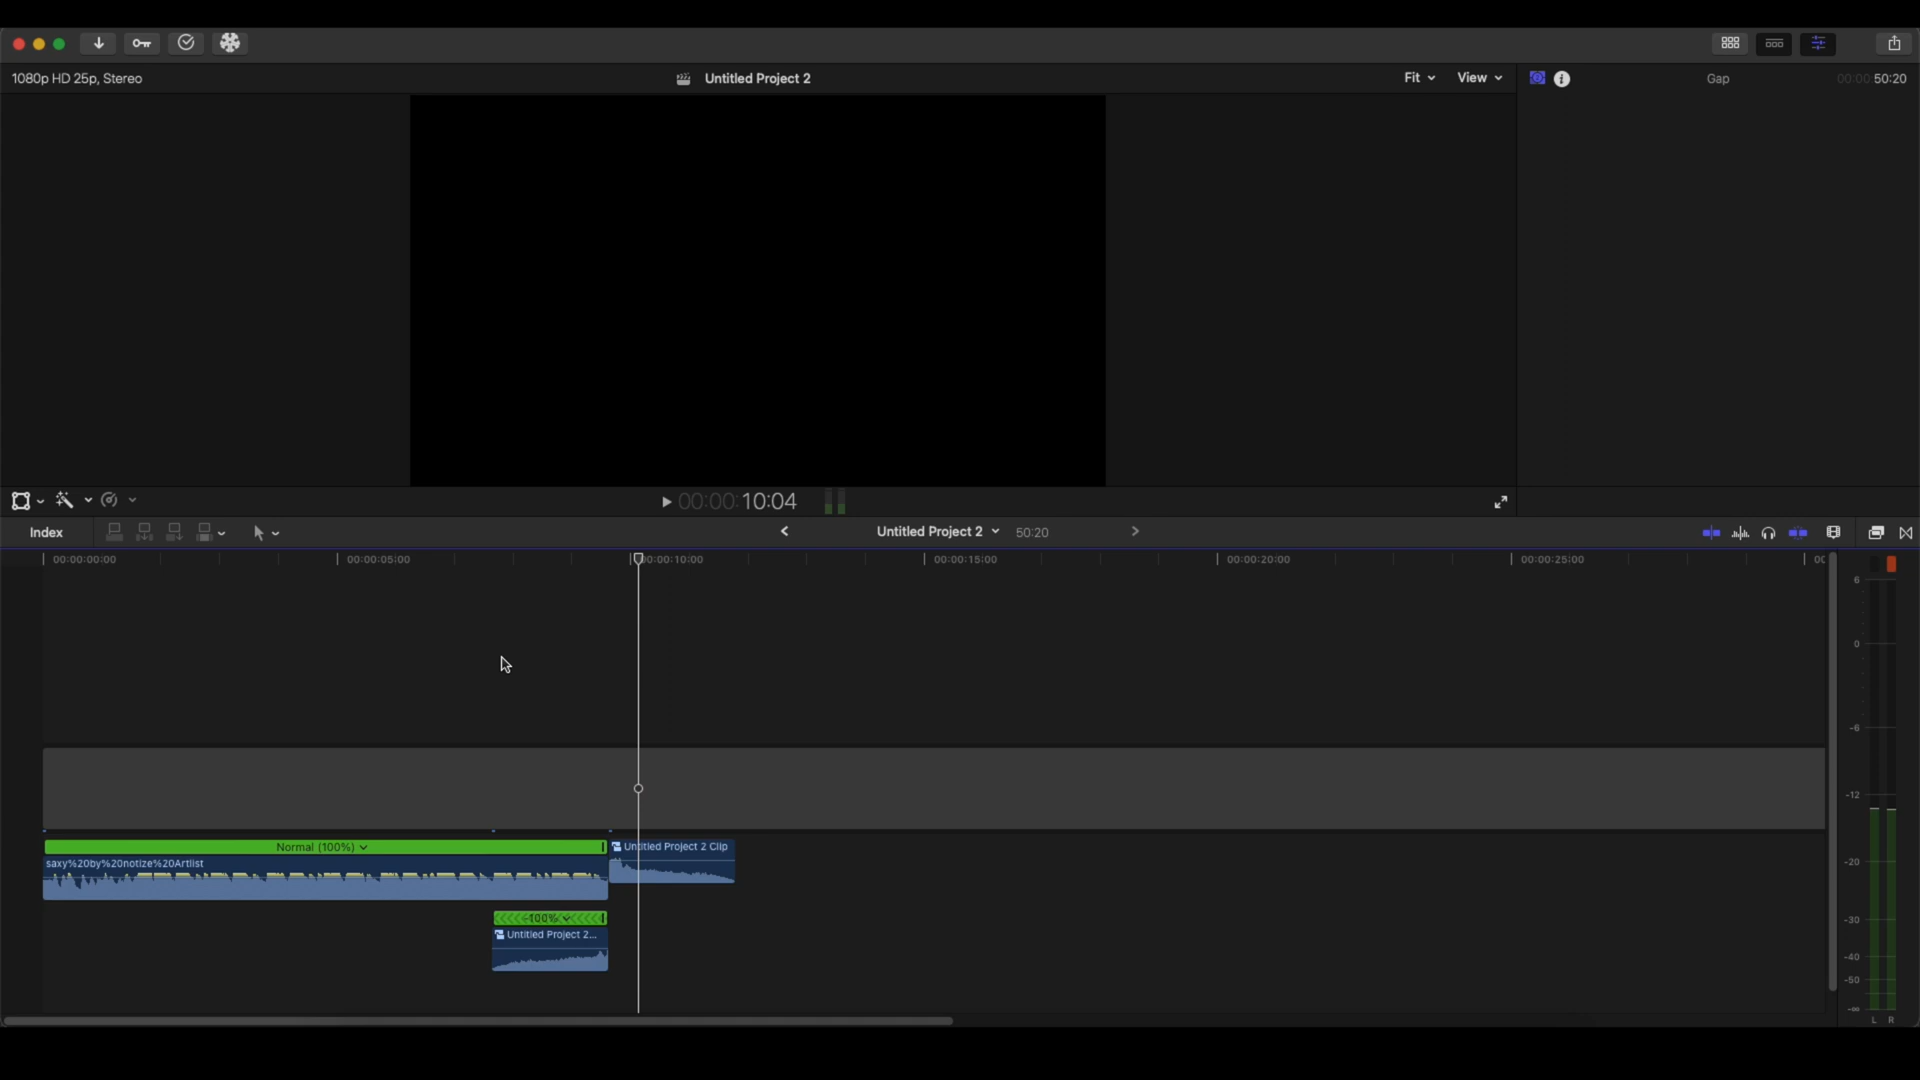 1080p HD 25p, Stereo
Untitled Project 2
Fit
View
Gap
00:00:50:20
00:00:10:04
Index
Untitled Project 2
50:20
00:00:00:00
00:00:05:00
00:00:10:00
00:00:15:00
00:00:20:00
00:00:25:00
00
6
0
-6
-12
-20
-30
-40
-50
-∞
L R
Normal (100%)
Untitled Project 2 Clip
saxy%20by%20notize%20Artlist
-100%
Untitled Project 2...